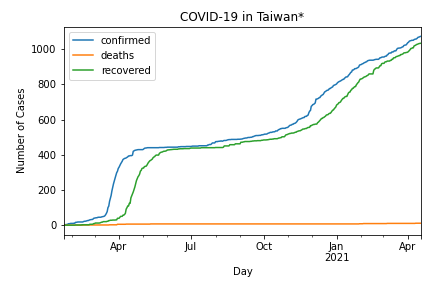 COVID-19 in Taiwan*
confirmed
deaths
recovered
Number of Cases
1000
800
600
400
200
0
Apr
Jul
Oct
Jan
2021
Apr
Day